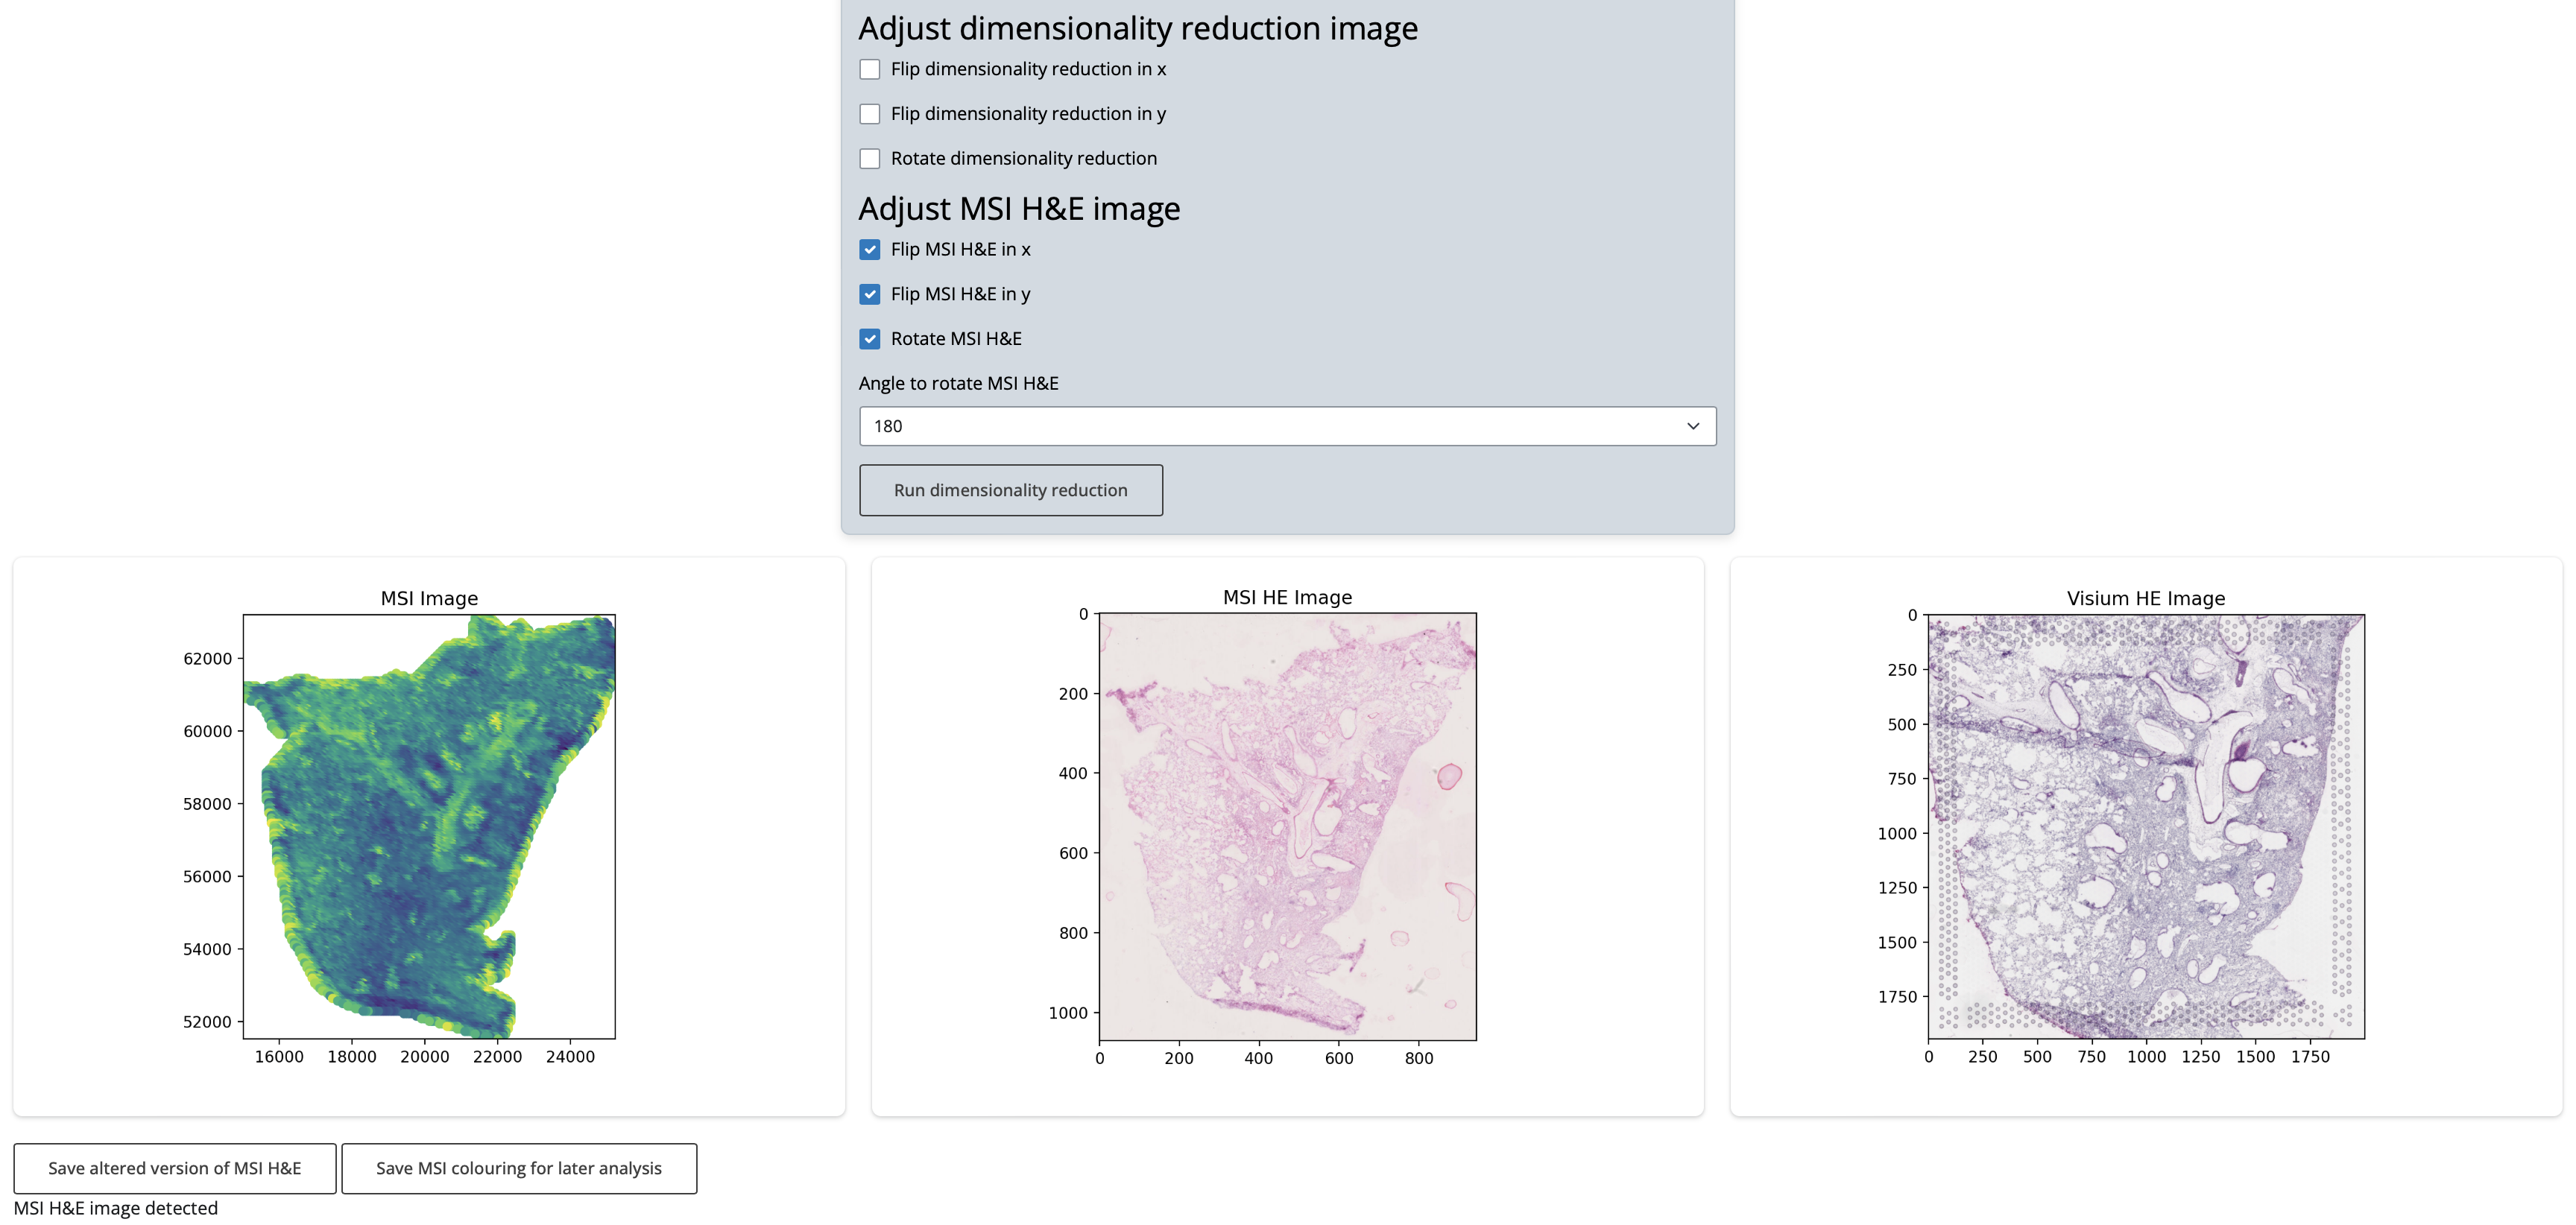 Adjust dimensionality reduction image
Flip dimensionality reduction in x
Flip dimensionality reduction in y
Rotate dimensionality reduction
Adjust MSI H&E image
Flip MSI H&E in x
Flip MSI H&E in y
Rotate MSI H&E
Angle to rotate MSI H&E
180
Run dimensionality reduction
MSI Image
62000
60000
58000
56000
54000
52000
16000 18000 20000 22000 24000
MSI HE Image
0
200
400
600
800
1000
0 200 400 600 800
Visium HE Image
0
250
500
750
1000
1250
1500
1750
0 250 500 750 1000 1250 1500 1750
Save altered version of MSI H&E
Save MSI colouring for later analysis
MSI H&E image detected